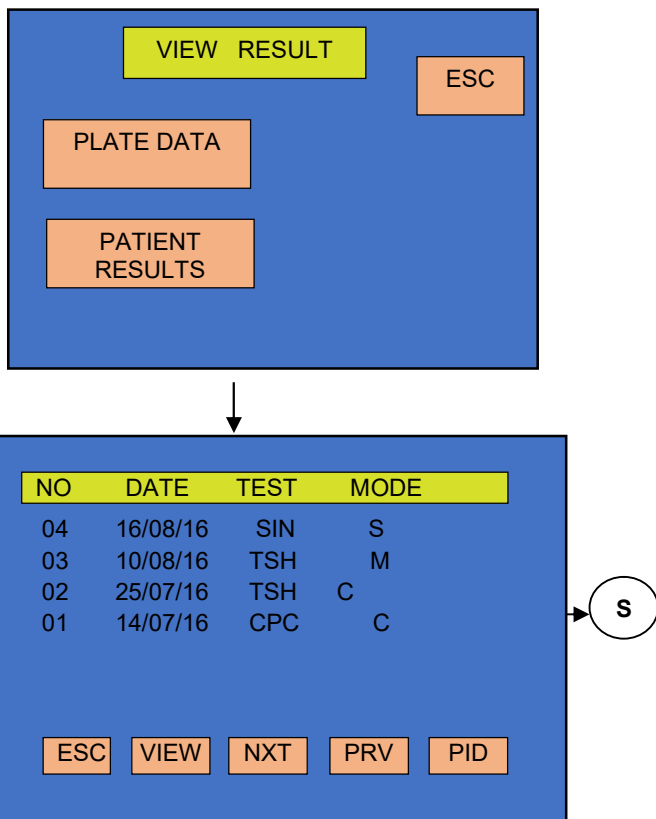 VIEW RESULT
ESC
PLATE DATA
PATIENT
RESULTS
NO DATE TEST MODE
04 16/08/16 SIN S
03 10/08/16 TSH M
02 25/07/16 TSH C
01 14/07/16 CPC C
S
ESC VIEW NXT PRV PID